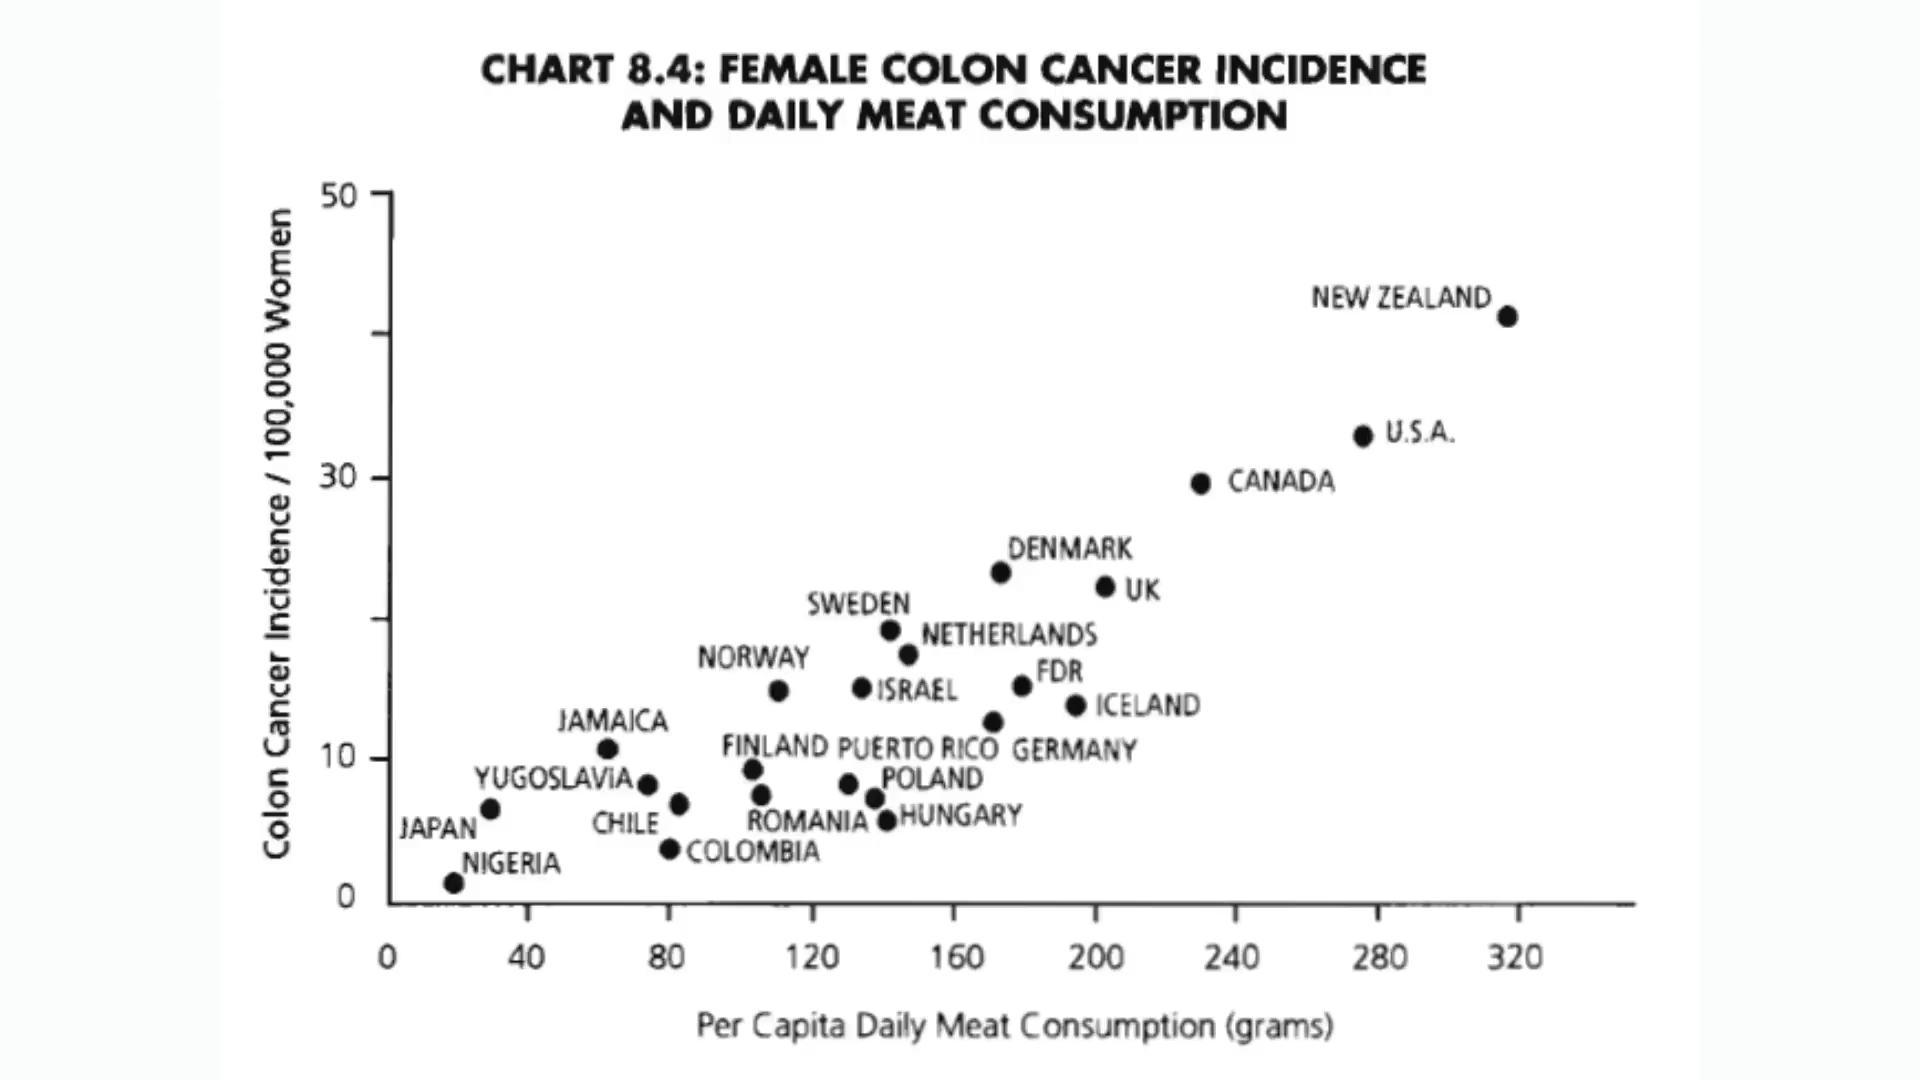 CHART 8.4: FEMALE COLON CANCER INCIDENCE
AND DAILY MEAT CONSUMPTION
Colon Cancer Incidence / 100,000 Women
50
30
10
0
NEW ZEALAND
U.S.A.
CANADA
DENMARK
UK
SWEDEN
NETHERLANDS
NORWAY
FDR
ISRAEL
ICELAND
JAMAICA
FINLAND PUERTO RICO GERMANY
YUGOSLAVIA
POLAND
JAPAN
CHILE
ROMANIA
HUNGARY
COLOMBIA
NIGERIA
0 40 80 120 160 200 240 280 320
Per Capita Daily Meat Consumption (grams)